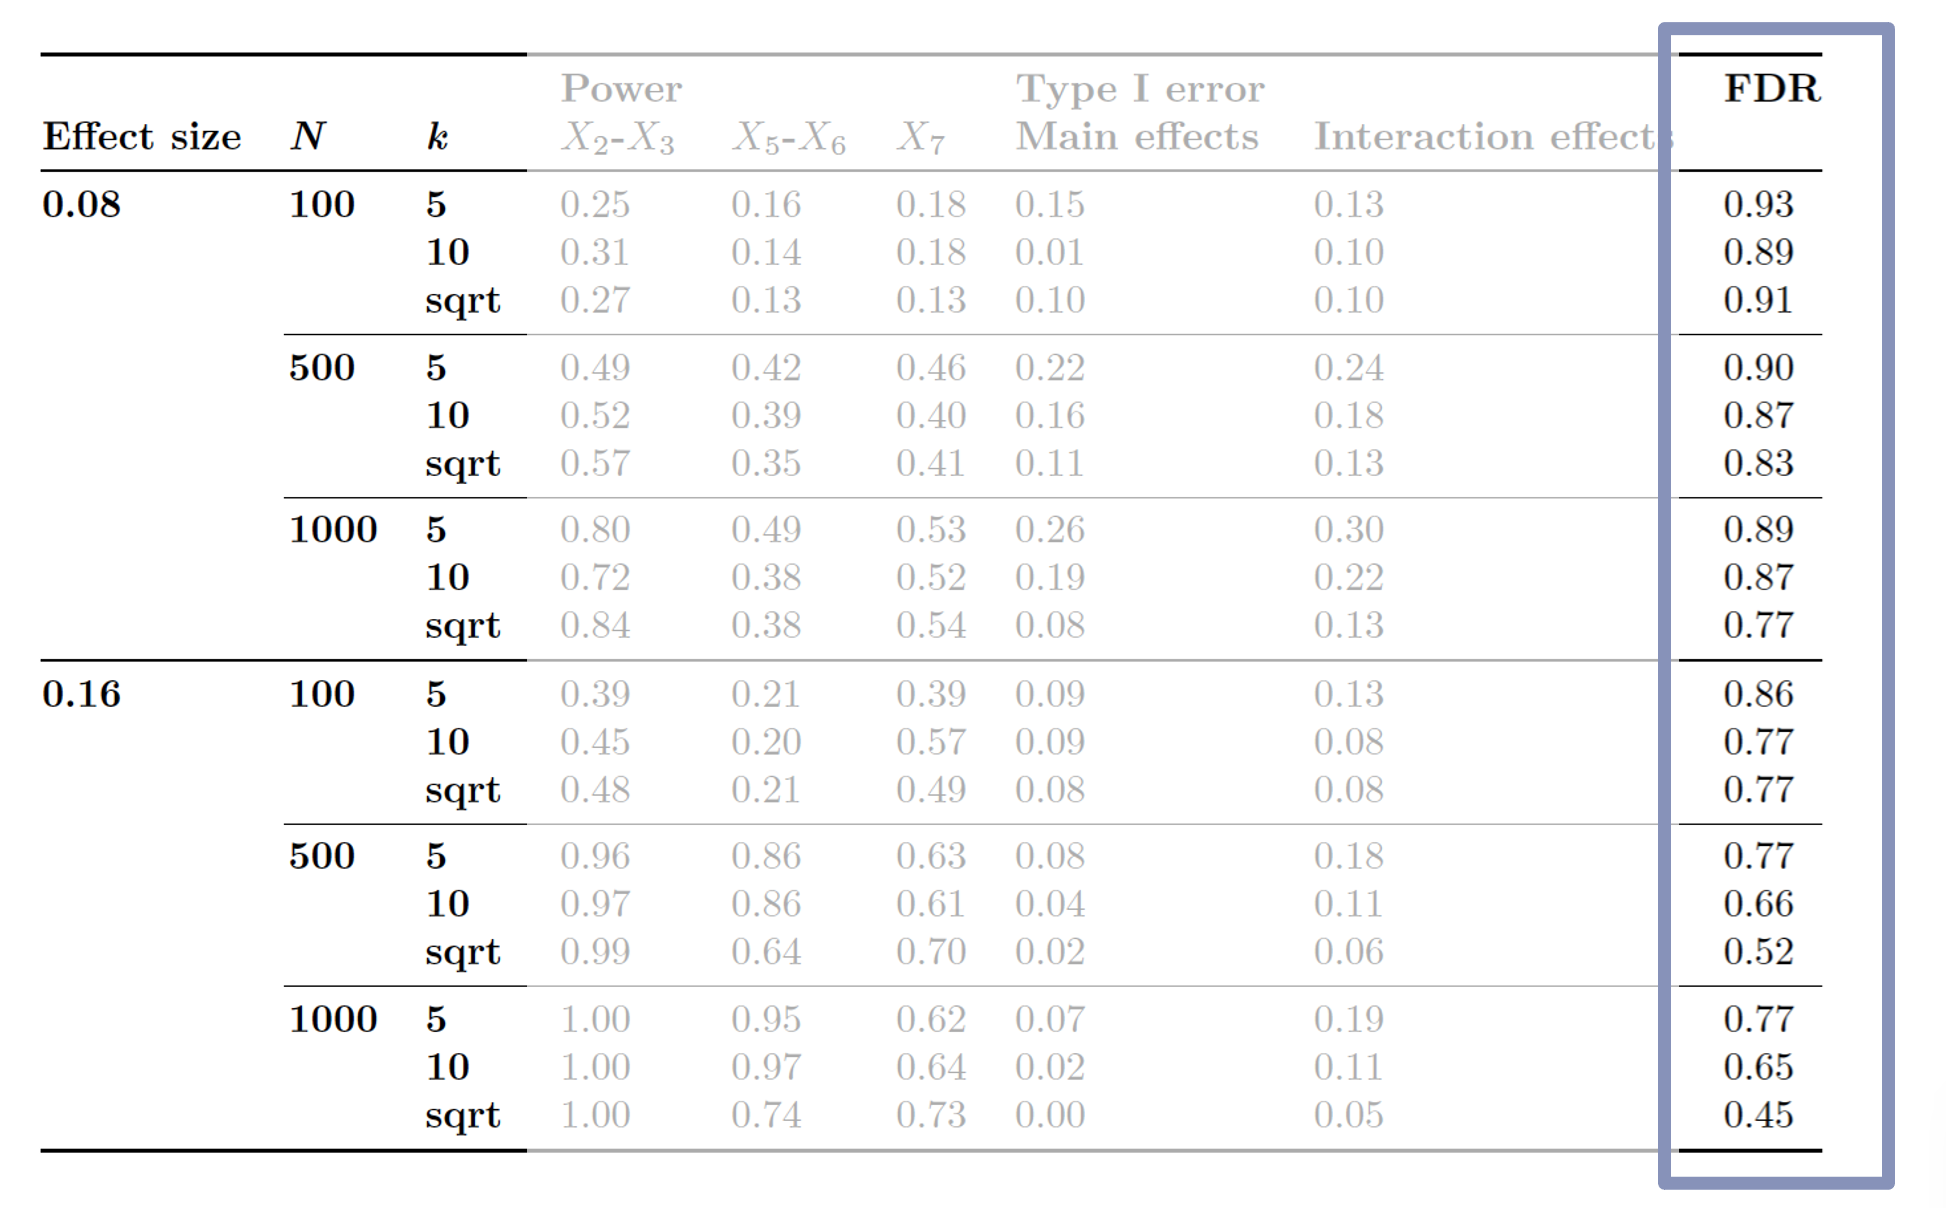 Power Type I error FDR
Effect size N k X2-X3 X5-X6 X7 Main effects Interaction effects
0.08 100 5 0.25 0.16 0.18 0.15 0.13 0.93
10 0.31 0.14 0.18 0.01 0.10 0.89
sqrt 0.27 0.13 0.13 0.10 0.10 0.91
500 5 0.49 0.42 0.46 0.22 0.24 0.90
10 0.52 0.39 0.40 0.16 0.18 0.87
sqrt 0.57 0.35 0.41 0.11 0.13 0.83
1000 5 0.80 0.49 0.53 0.26 0.30 0.89
10 0.72 0.38 0.52 0.19 0.22 0.87
sqrt 0.84 0.38 0.54 0.08 0.13 0.77
0.16 100 5 0.39 0.21 0.39 0.09 0.13 0.86
10 0.45 0.20 0.57 0.09 0.08 0.77
sqrt 0.48 0.21 0.49 0.08 0.08 0.77
500 5 0.96 0.86 0.63 0.08 0.18 0.77
10 0.97 0.86 0.61 0.04 0.11 0.66
sqrt 0.99 0.64 0.70 0.02 0.06 0.52
1000 5 1.00 0.95 0.62 0.07 0.19 0.77
10 1.00 0.97 0.64 0.02 0.11 0.65
sqrt 1.00 0.74 0.73 0.00 0.05 0.45